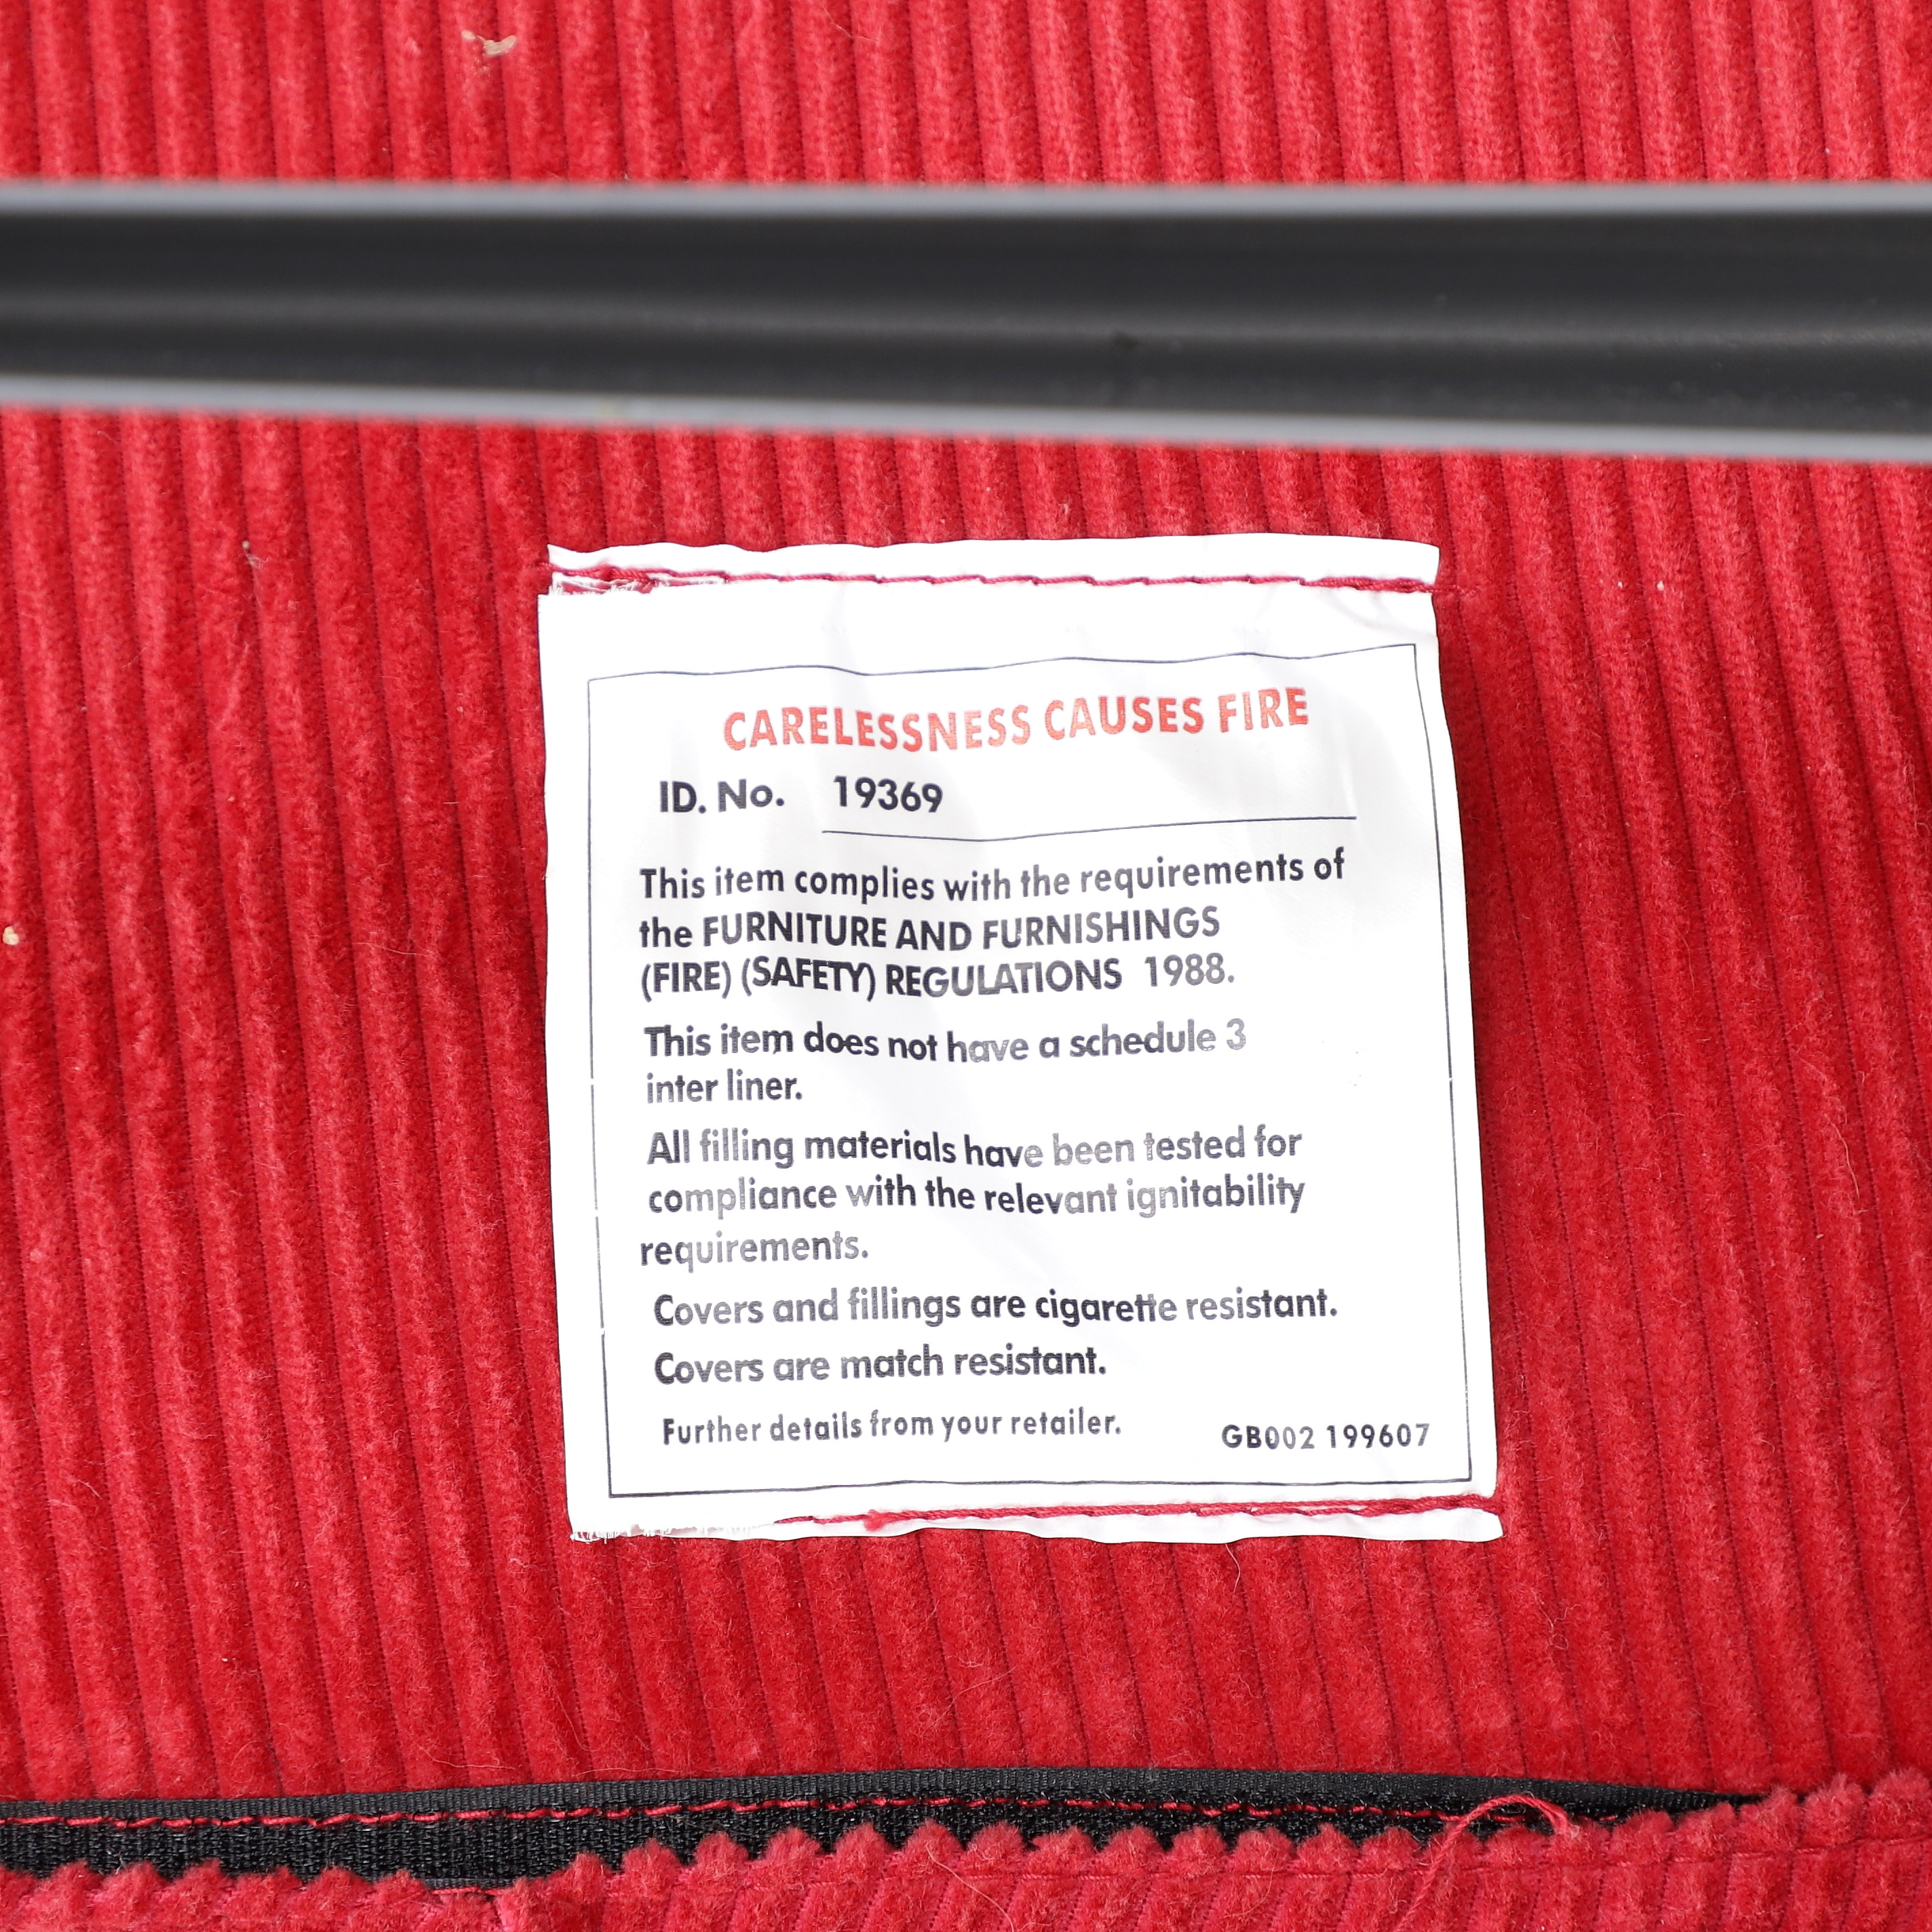 CARELESSNESS CAUSES FIRE
ID. No. 19369
This item complies with the requirements of
the FURNITURE AND FURNISHINGS
(FIRE) (SAFETY) REGULATIONS 1988.
This item does not have a schedule 3
inter liner.
All filling materials have been tested for
compliance with the relevant ignitability
requirements.
Covers and fillings are cigarette resistant.
Covers are match resistant.
Further details from your retailer.
GB002 199607